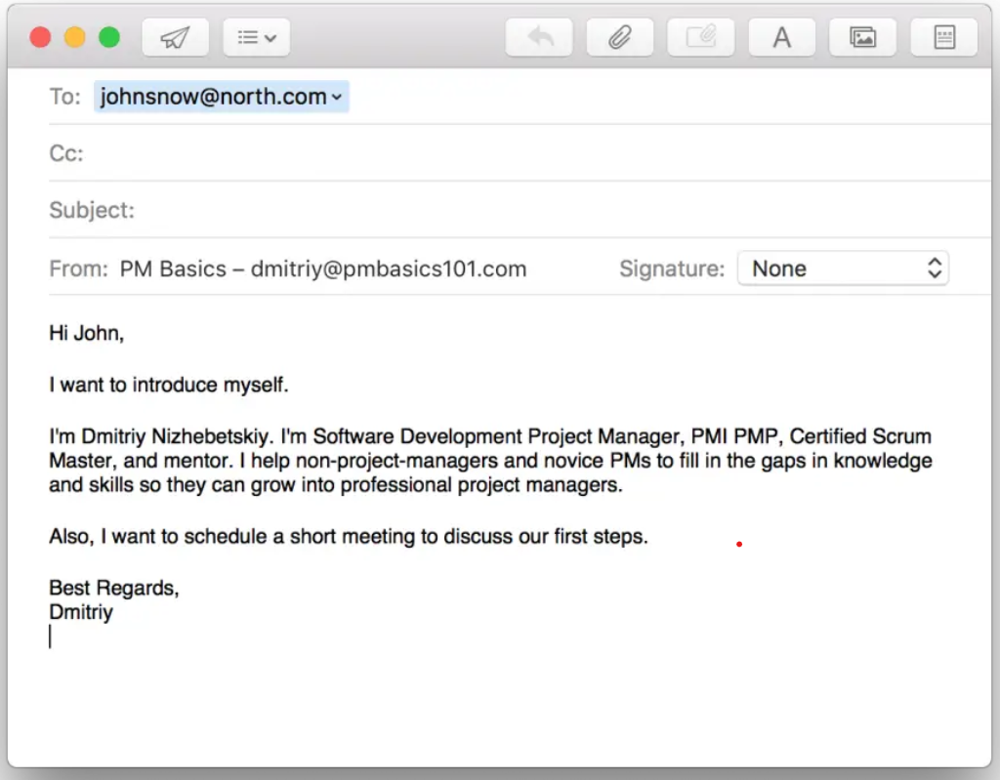 To: johnsnow@north.com
Cc:
Subject:
From: PM Basics – dmitriy@pmbasics101.com Signature: None
Hi John,
I want to introduce myself.
I'm Dmitriy Nizhebetskiy. I'm Software Development Project Manager, PMI PMP, Certified Scrum
Master, and mentor. I help non-project-managers and novice PMs to fill in the gaps in knowledge
and skills so they can grow into professional project managers.
Also, I want to schedule a short meeting to discuss our first steps.
Best Regards,
Dmitriy